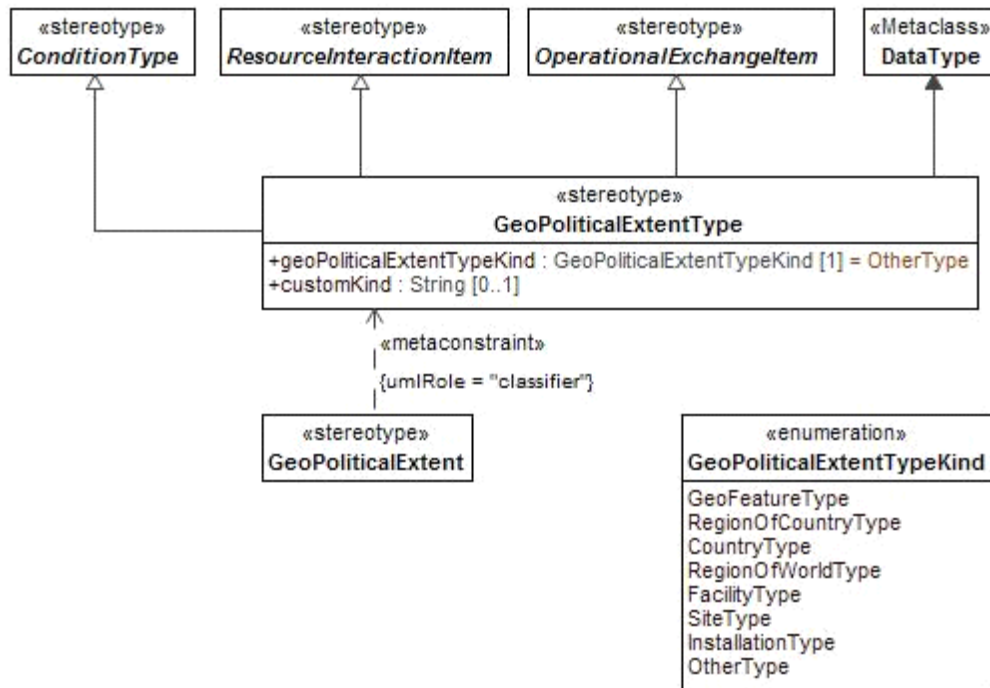 «stereotype»
ConditionType
«stereotype»
ResourceInteractionItem
«stereotype»
OperationalExchangeItem
«Metaclass»
DataType
«stereotype»
GeoPoliticalExtentType
+geoPoliticalExtentTypeKind : GeoPoliticalExtentTypeKind [1] = OtherType
+customKind : String [0..1]
«metaconstraint»
{umlRole = "classifier"}
«stereotype»
GeoPoliticalExtent
«enumeration»
GeoPoliticalExtentTypeKind
GeoFeatureType
RegionOfCountryType
CountryType
RegionOfWorldType
FacilityType
SiteType
InstallationType
OtherType